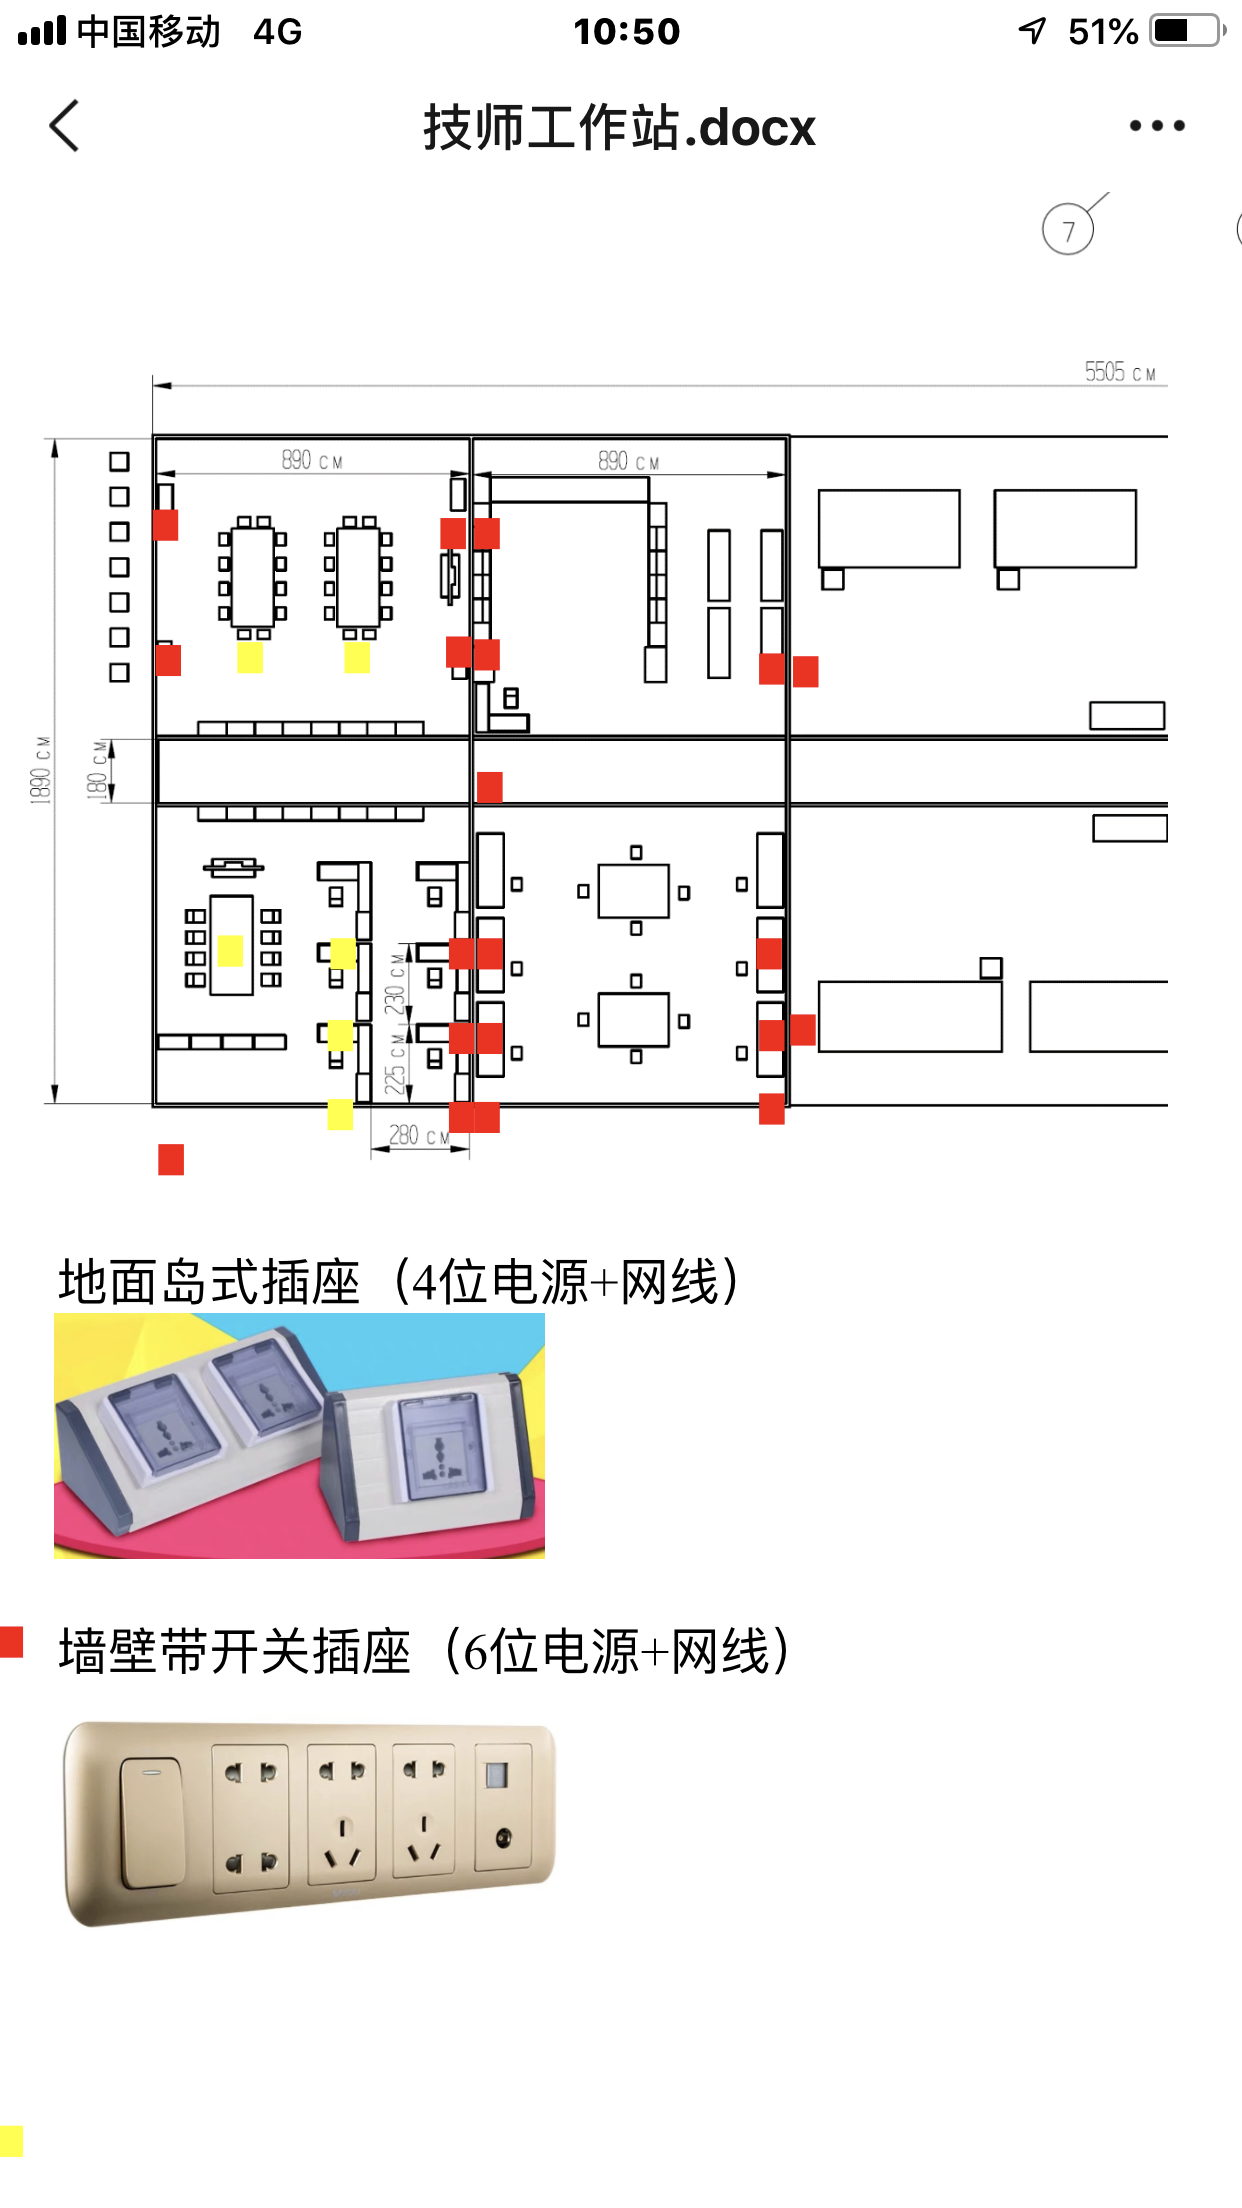 中国移动 4G 10:50 51%
技师工作站.docx
7
5505 CM
890 CM 890 CM
1890 CM
180 CM
230 CM
225 CM
280 CM
地面岛式插座（4位电源+网线）
墙壁带开关插座（6位电源+网线）